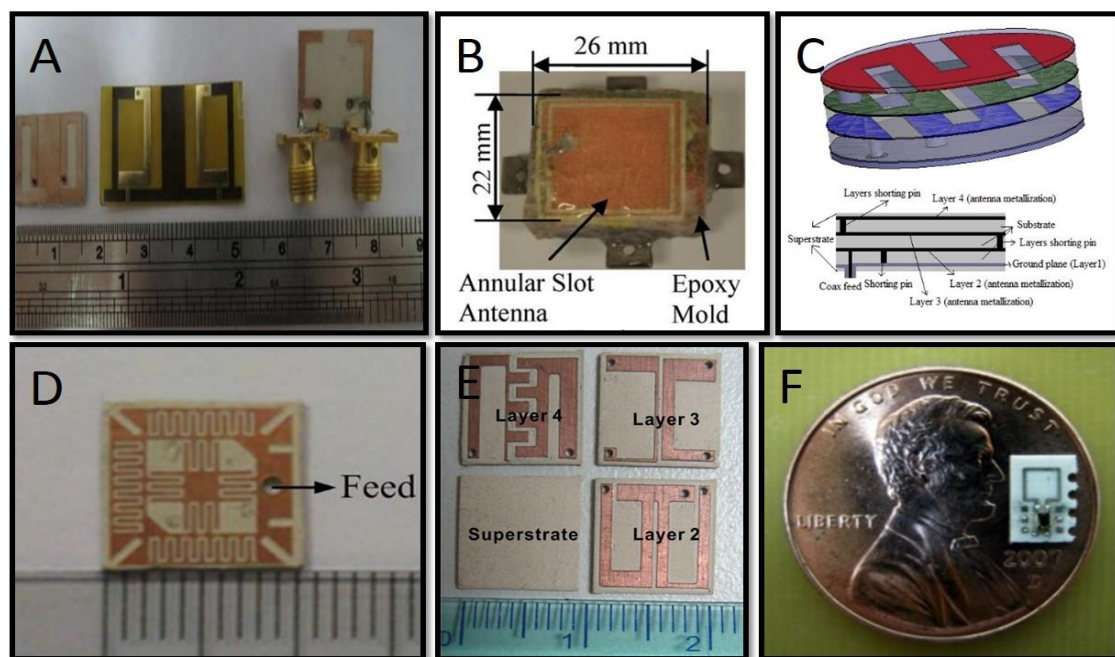 A
1 2 3 4 5 6 7 8 9
1 2 3
32 64 16
B
26 mm
22 mm
Annular Slot
Antenna
Epoxy
Mold
C
Layers shorting pin
Layer 4 (antenna metallization)
Substrate
Superstrate
Layers shorting pin
Ground plane (Layer1)
Coax feed
Shorting pin
Layer 2 (antenna metallization)
Layer 3 (antenna metallization)
D
Feed
E
Layer 4
Layer 3
Superstrate
Layer 2
0 1 2
F
IN GOD WE TRUST
LIBERTY
2007
D